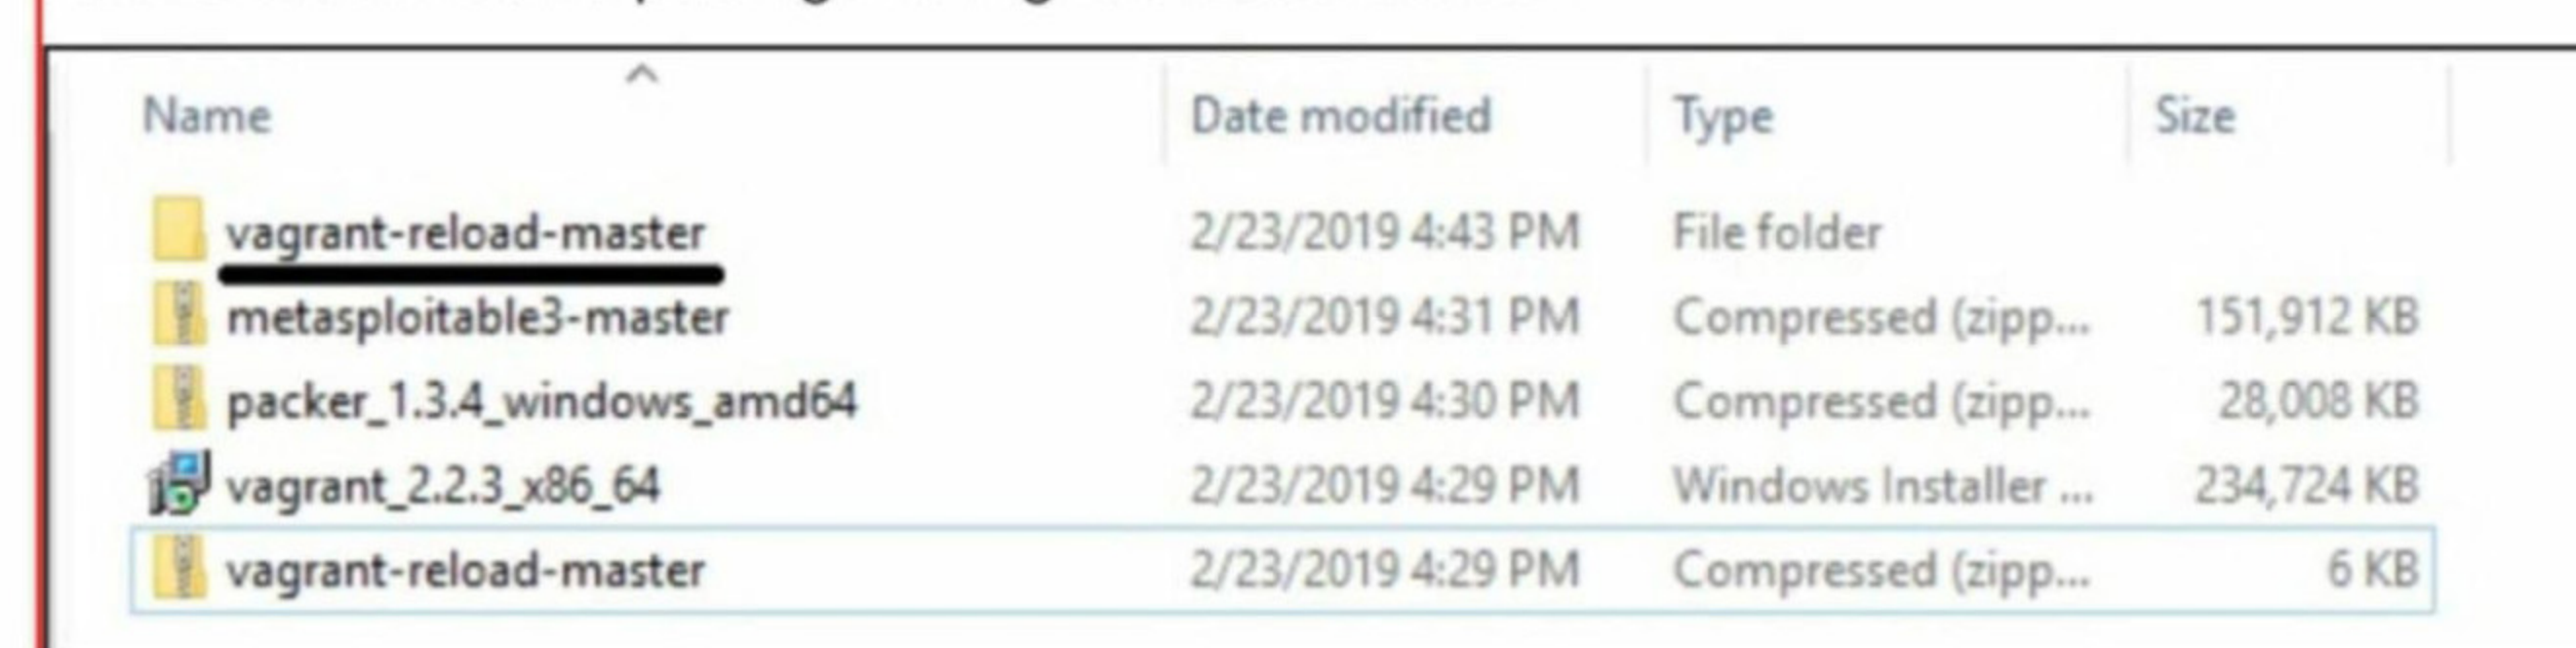 Name Date modified Type Size
vagrant-reload-master 2/23/2019 4:43 PM File folder
metasploitable3-master 2/23/2019 4:31 PM Compressed (zipp... 151,912 KB
packer_1.3.4_windows_amd64 2/23/2019 4:30 PM Compressed (zipp... 28,008 KB
vagrant_2.2.3_x86_64 2/23/2019 4:29 PM Windows Installer ... 234,724 KB
vagrant-reload-master 2/23/2019 4:29 PM Compressed (zipp... 6 KB